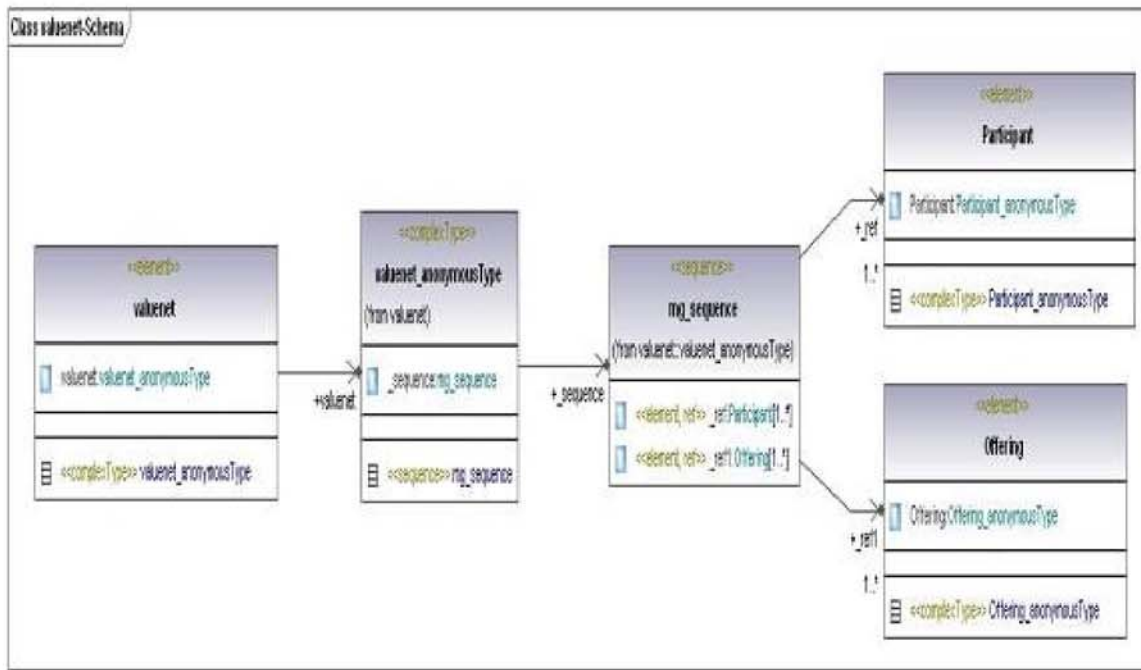 Class valuenet-Schema
<<element>>
valuenet
valuenet:valuenet_anonymousType
<<complexType>> valuenet_anonymousType
+valuenet
<<complexType>>
valuenet_anonymousType
(from valuenet)
_sequence:mg_sequence
<<sequence>> mg_sequence
+_sequence
<<sequence>>
mg_sequence
(from valuenet::valuenet_anonymousType)
<<element, ref>> _ref:Participant[1..*]
<<element, ref>> _ref1:Offering[1..*]
+_ref
1..*
<<element>>
Participant
Participant:Participant_anonymousType
<<complexType>> Participant_anonymousType
+_ref1
1..*
<<element>>
Offering
Offering:Offering_anonymousType
<<complexType>> Offering_anonymousType